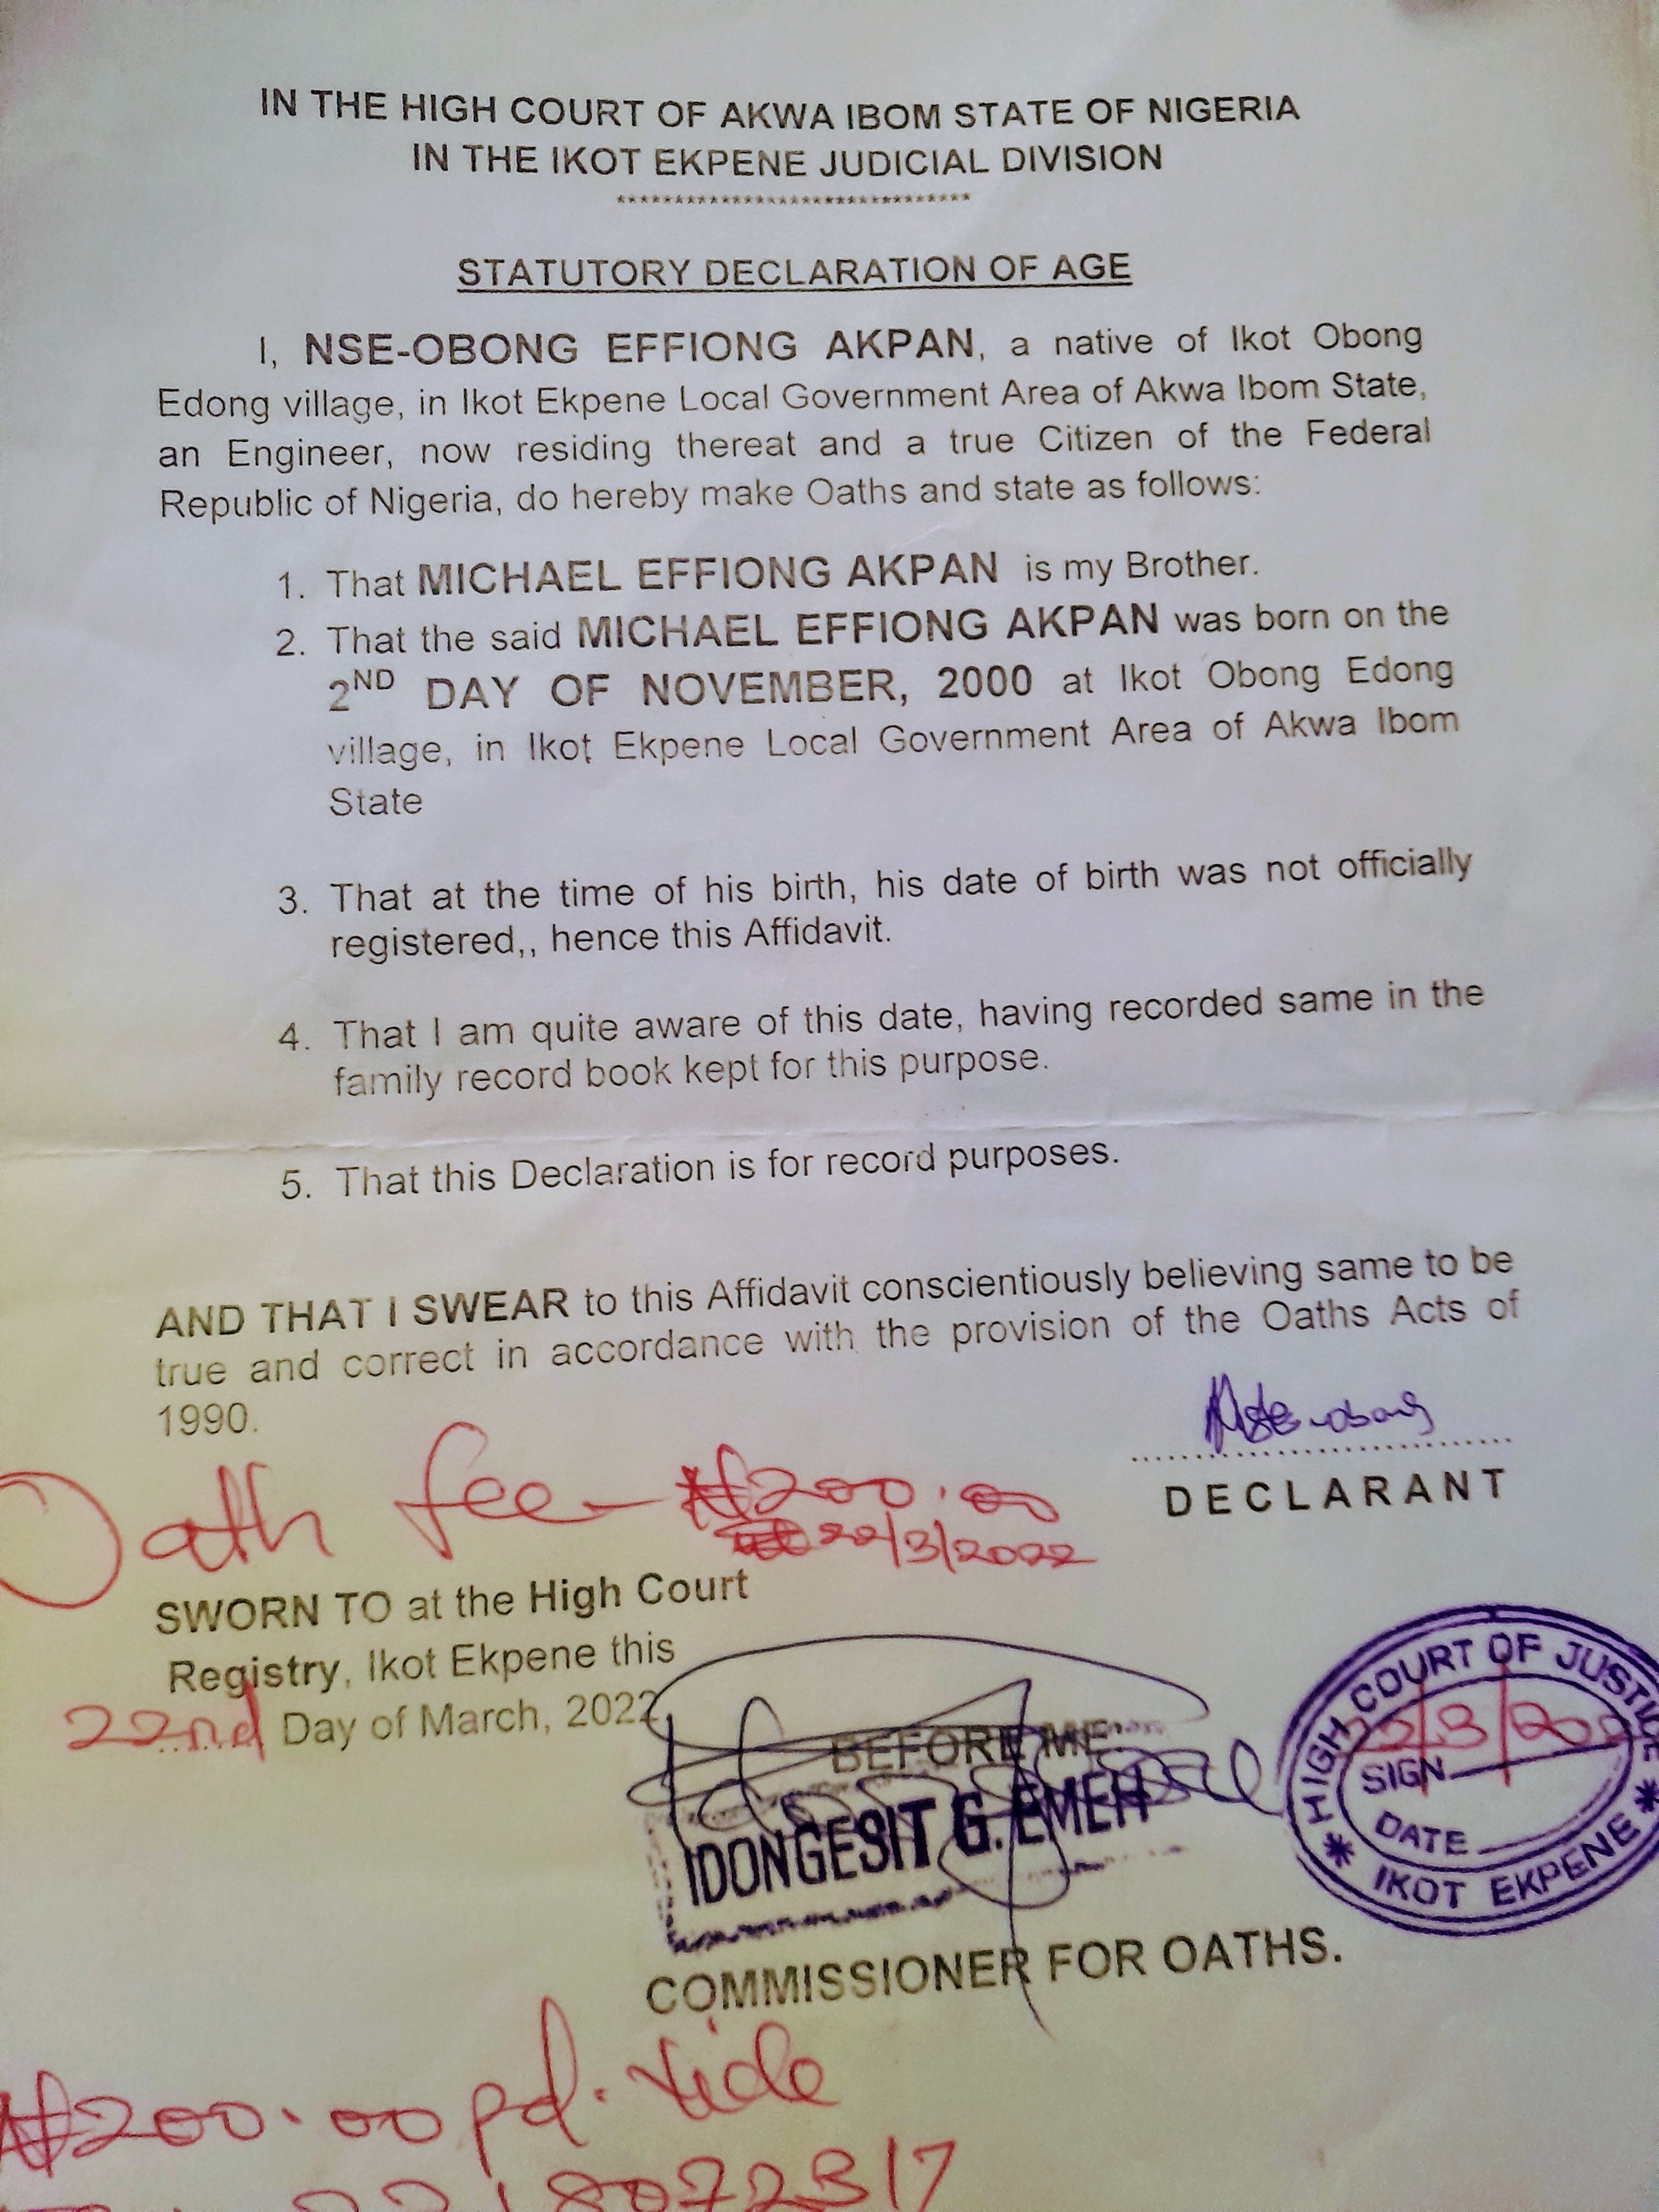 IN THE HIGH COURT OF AKWA IBOM STATE OF NIGERIA
IN THE IKOT EKPENE JUDICIAL DIVISION
*******************************
STATUTORY DECLARATION OF AGE
I, NSE-OBONG EFFIONG AKPAN, a native of Ikot Obong
Edong village, in Ikot Ekpene Local Government Area of Akwa Ibom State,
an Engineer, now residing thereat and a true Citizen of the Federal
Republic of Nigeria, do hereby make Oaths and state as follows:
1. That MICHAEL EFFIONG AKPAN is my Brother.
2. That the said MICHAEL EFFIONG AKPAN was born on the
2ND DAY OF NOVEMBER, 2000 at Ikot Obong Edong
village, in Ikot Ekpene Local Government Area of Akwa Ibom
State
3. That at the time of his birth, his date of birth was not officially
registered,, hence this Affidavit.
4. That I am quite aware of this date, having recorded same in the
family record book kept for this purpose.
5. That this Declaration is for record purposes.
AND THAT I SWEAR to this Affidavit conscientiously believing same to be
true and correct in accordance with the provision of the Oaths Acts of
1990.
Nse-obong
DECLARANT
Oath fee - ₦200.00
22/3/2022
SWORN TO at the High Court
Registry, Ikot Ekpene this
22nd Day of March, 2022
BEFORE ME
IDONGESIT G. EMEH
COMMISSIONER FOR OATHS.
HIGH COURT OF JUSTICE
22/3/202
SIGN
DATE
* IKOT EKPENE *
₦200.00 pd. vide